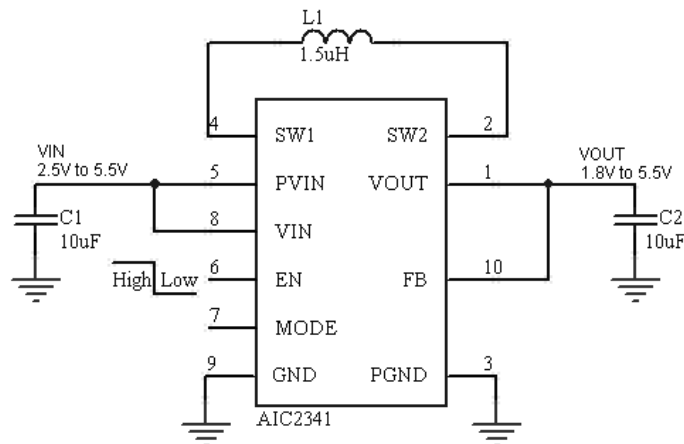 L1
1.5uH
4 SW1 SW2 2
VIN
2.5V to 5.5V
5 PVIN VOUT 1
VOUT
1.8V to 5.5V
8 VIN
C1
10uF
C2
10uF
High Low 6 EN FB 10
7 MODE
9 GND PGND 3
AIC2341